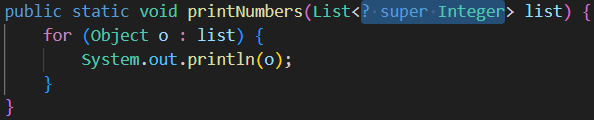 public static void printNumbers(List<? super Integer> list) {
    for (Object o : list) {
        System.out.println(o);
    }
}